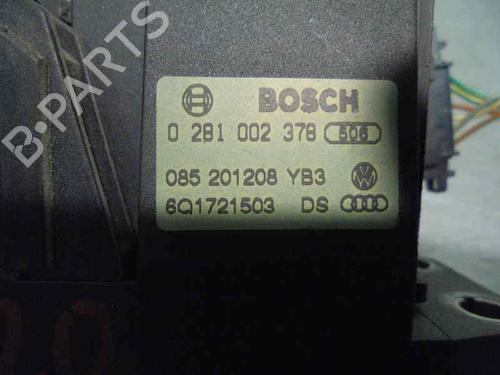 B-PARTS
BOSCH
0 281 002 378 506
085 201208 YB3
6Q1721503 DS